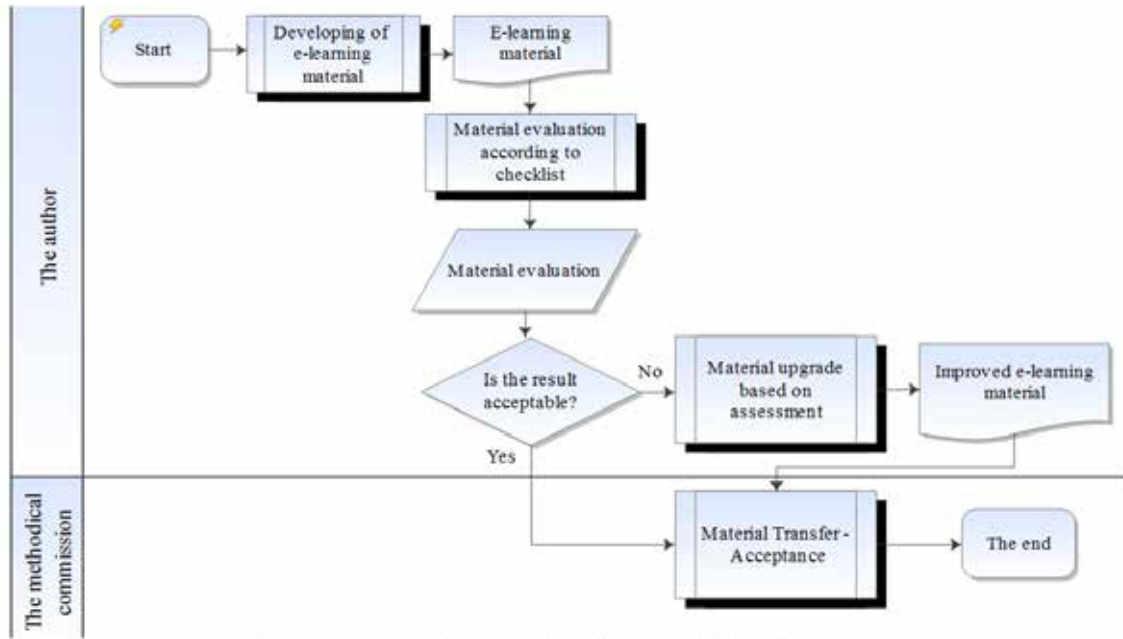 The author
Start
Developing of
e-learning
material
E-learning
material
Material evaluation
according to
checklist
Material evaluation
Is the result
acceptable?
No
Material upgrade
based on
assessment
Improved e-learning
material
Yes
The methodical
commission
Material Transfer -
Acceptance
The end